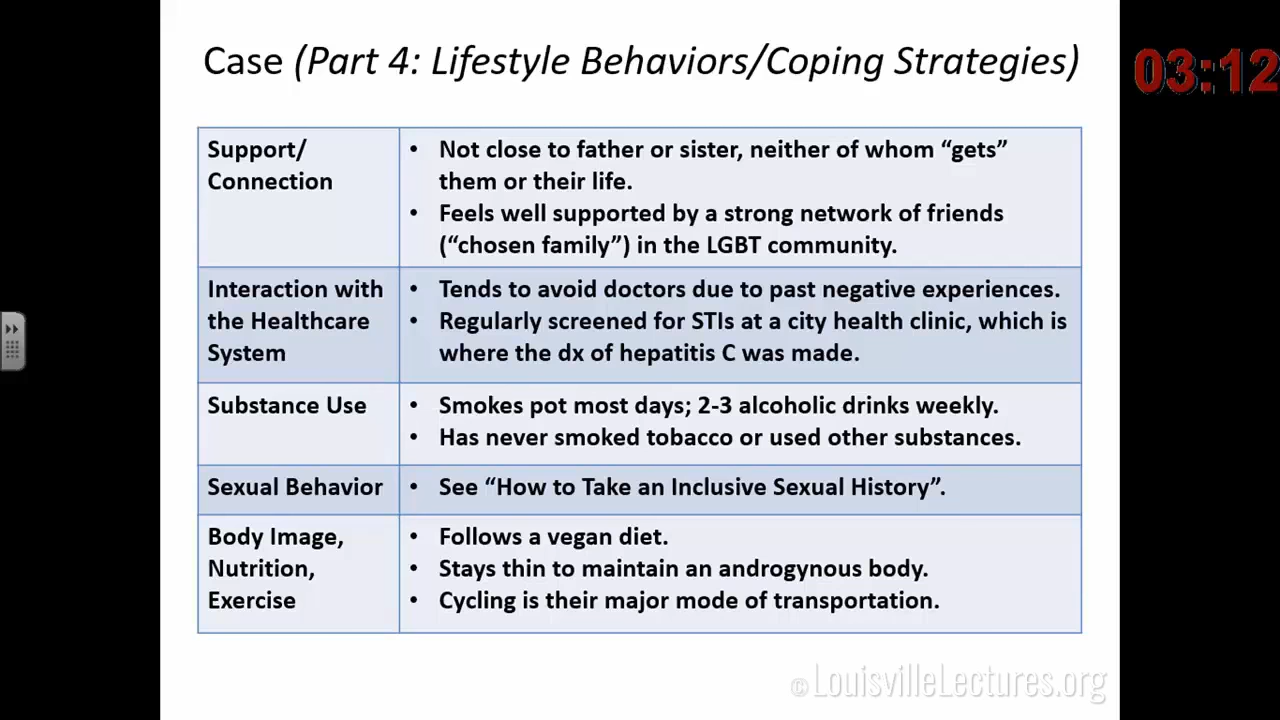 Case (Part 4: Lifestyle Behaviors/Coping Strategies)
03:12
Support/
Connection
• Not close to father or sister, neither of whom “gets”
them or their life.
• Feels well supported by a strong network of friends
(“chosen family”) in the LGBT community.
Interaction with
the Healthcare
System
• Tends to avoid doctors due to past negative experiences.
• Regularly screened for STIs at a city health clinic, which is
where the dx of hepatitis C was made.
Substance Use
• Smokes pot most days; 2-3 alcoholic drinks weekly.
• Has never smoked tobacco or used other substances.
Sexual Behavior
• See “How to Take an Inclusive Sexual History”.
Body Image,
Nutrition,
Exercise
• Follows a vegan diet.
• Stays thin to maintain an androgynous body.
• Cycling is their major mode of transportation.
©LouisvilleLectures.org